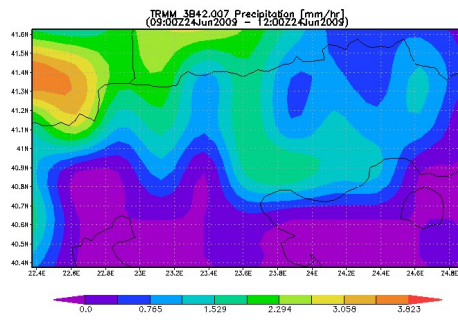 TRMM_3B42.007 Precipitation [mm/hr]
(09:00Z24Jun2009 - 12:00Z24Jun2009)
41.6N
41.5N
41.4N
41.3N
41.2N
41.1N
41N
40.9N
40.8N
40.7N
40.6N
40.5N
40.4N
22.4E 22.6E 22.8E 23E 23.2E 23.4E 23.6E 23.8E 24E 24.2E 24.4E 24.6E 24.8E
0.0 0.765 1.529 2.294 3.058 3.823